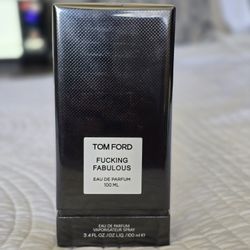 TOM FORD
FUCKING
FABULOUS
EAU DE PARFUM
100 ML
EAU DE PARFUM
VAPORISATEUR SPRAY
3.4 FL.OZ./OZ.LIQ./100 ml ℮